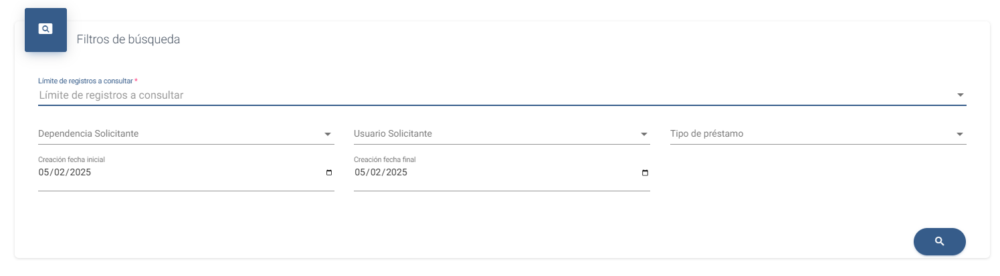 Filtros de búsqueda
Límite de registros a consultar *
Límite de registros a consultar
Dependencia Solicitante
Usuario Solicitante
Tipo de préstamo
Creación fecha inicial
Creación fecha final
05/02/2025
05/02/2025